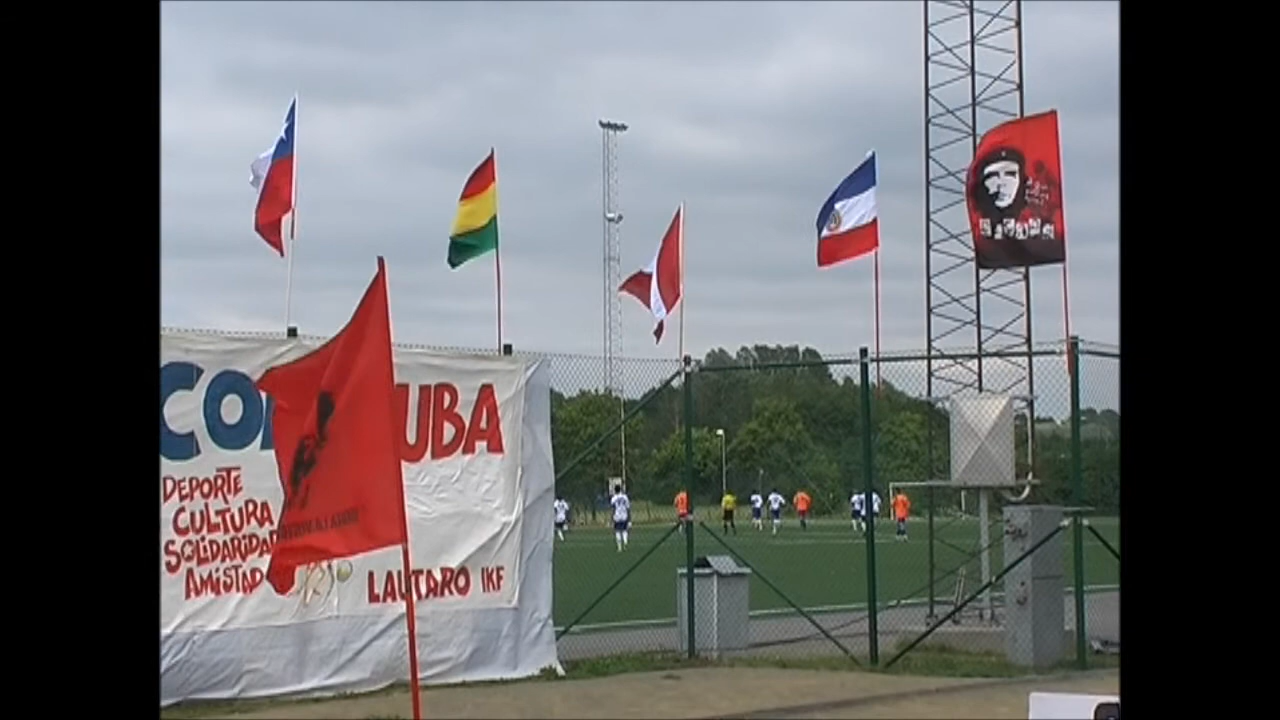 CO UBA
DEPORTE
CULTURA
SOLIDARIDAD
AMISTAD
LAUTARO IKF